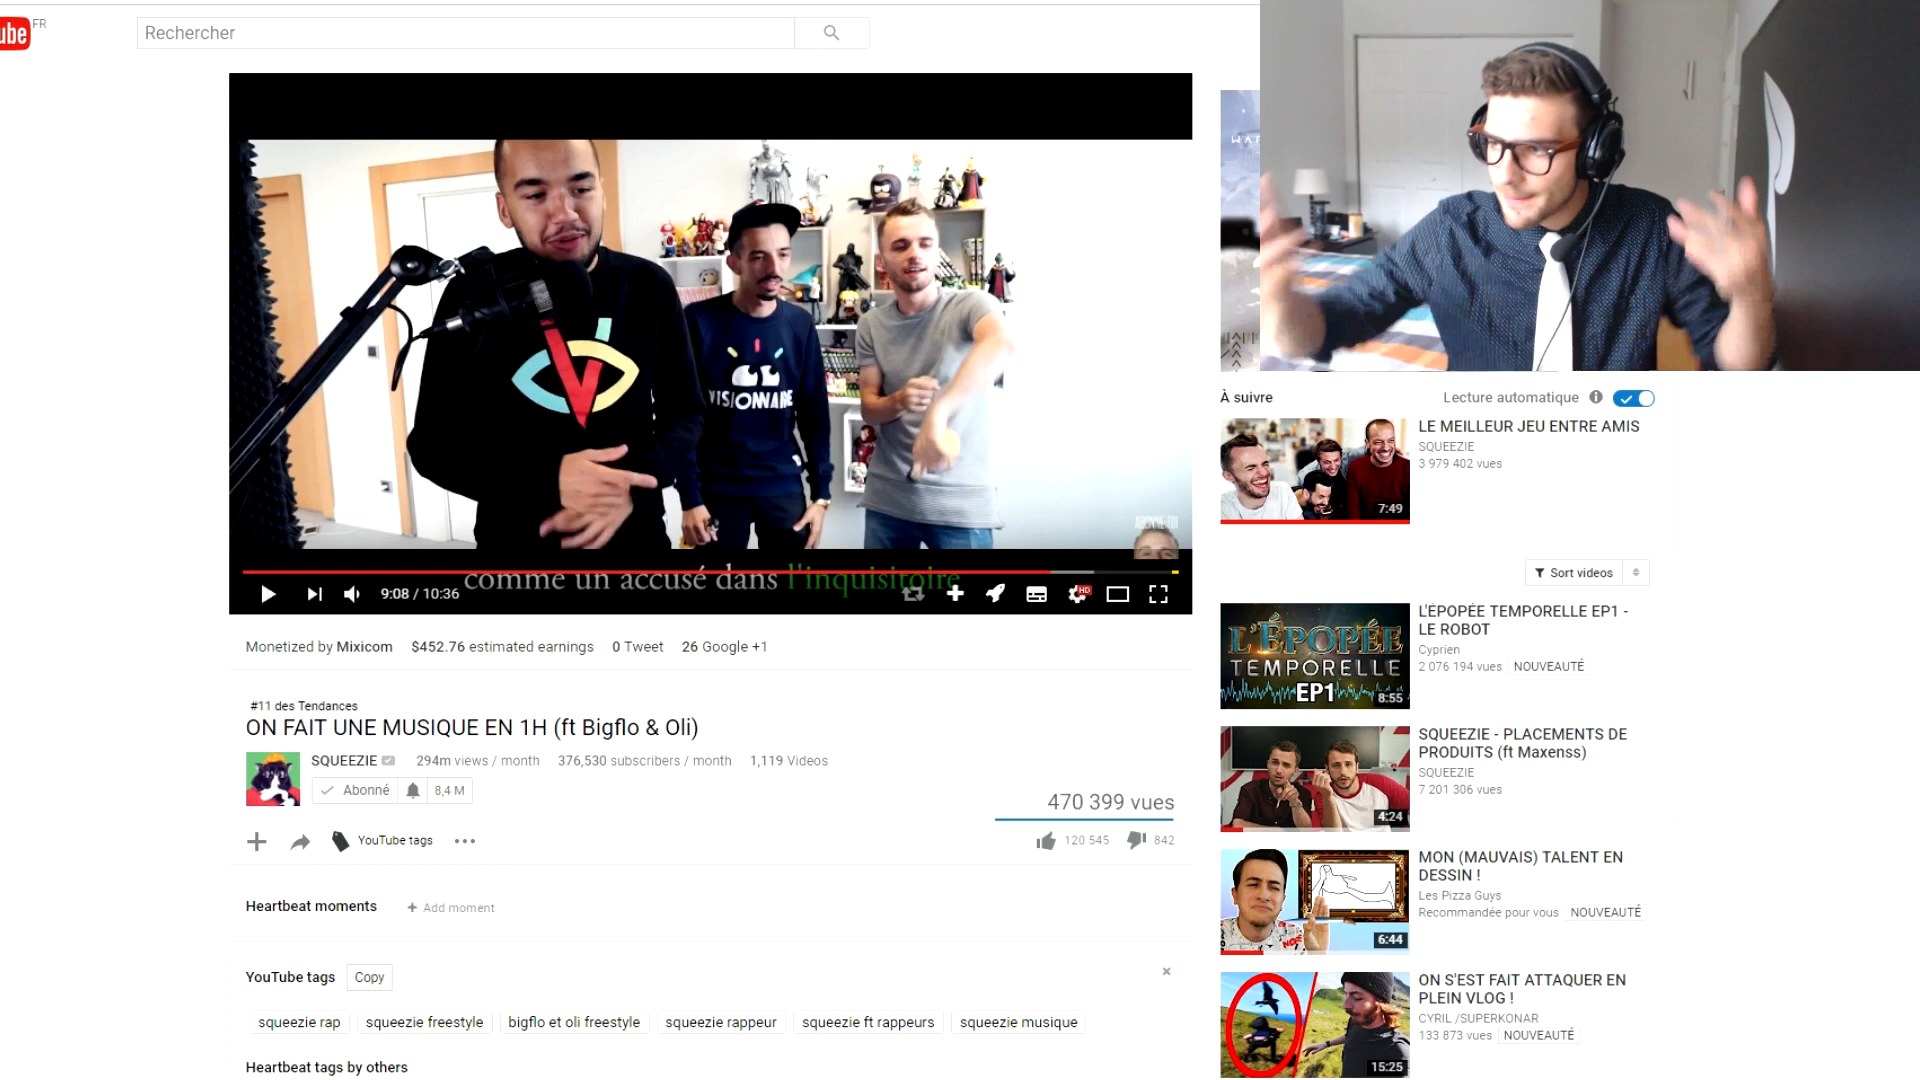 ube FR
Rechercher
VISIONNAIRE
comme un accusé dans l'inquisitoire
9:08 / 10:36
HD
Monetized by Mixicom $452.76 estimated earnings 0 Tweet 26 Google +1
#11 des Tendances
ON FAIT UNE MUSIQUE EN 1H (ft Bigflo & Oli)
SQUEEZIE 294m views / month 376,530 subscribers / month 1,119 Videos
Abonné 8,4 M
470 399 vues
YouTube tags
120 545 842
Heartbeat moments + Add moment
YouTube tags Copy
squeezie rap squeezie freestyle bigflo et oli freestyle squeezie rappeur squeezie ft rappeurs squeezie musique
Heartbeat tags by others
À suivre Lecture automatique
LE MEILLEUR JEU ENTRE AMIS
SQUEEZIE
3 979 402 vues
7:49
Sort videos
L'ÉPOPÉE
TEMPORELLE
EP1
8:55
L'ÉPOPÉE TEMPORELLE EP1 -
LE ROBOT
Cyprien
2 076 194 vues NOUVEAUTÉ
SQUEEZIE - PLACEMENTS DE
PRODUITS (ft Maxenss)
SQUEEZIE
7 201 306 vues
4:24
MON (MAUVAIS) TALENT EN
DESSIN !
Les Pizza Guys
Recommandée pour vous NOUVEAUTÉ
6:44
ON S'EST FAIT ATTAQUER EN
PLEIN VLOG !
CYRIL /SUPERKONAR
133 873 vues NOUVEAUTÉ
15:25